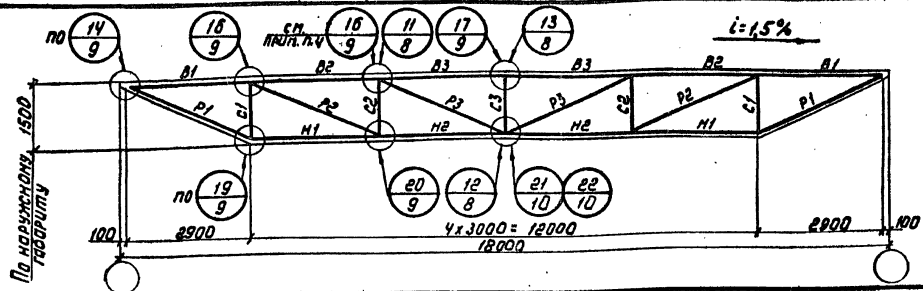 по 14/9
16/9
см. прим. п.4
16/9
11/8
17/9
13/8
i=1,5%
В1 В2 В3 В3 В2 В1
Р1 С1 Р2 С2 Р3 С3 Р3 С2 Р2 С1 Р1
Н1 Н2 Н2 Н1
1500
По наружному габариту
по 19/9
20/9
12/8
21/10
22/10
100 2900 4х3000=12000 2900 100
18000